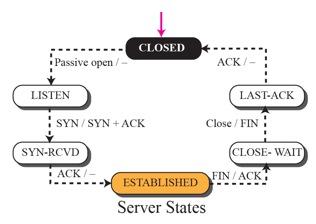 CLOSED
Passive open / –
ACK / –
LISTEN
LAST-ACK
SYN / SYN + ACK
Close / FIN
SYN-RCVD
CLOSE- WAIT
ACK / –
ESTABLISHED
FIN / ACK
Server States